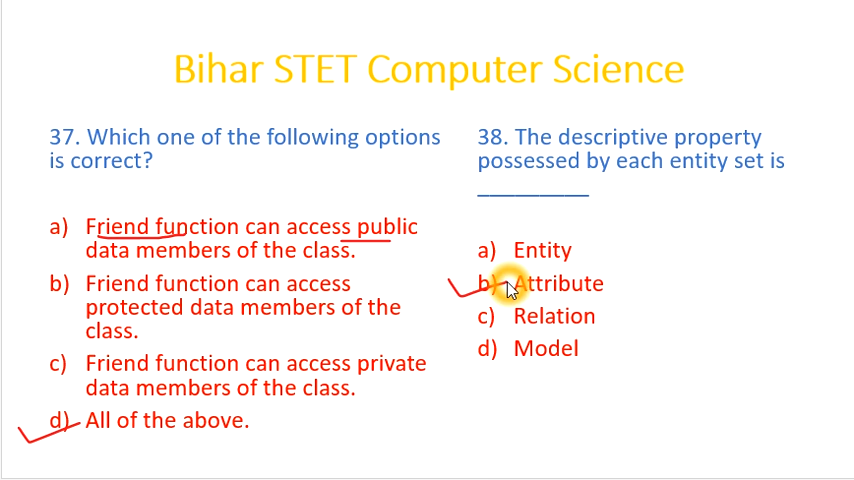 Bihar STET Computer Science
37. Which one of the following options
is correct?
a) Friend function can access public
data members of the class.
b) Friend function can access
protected data members of the
class.
c) Friend function can access private
data members of the class.
d) All of the above.
38. The descriptive property
possessed by each entity set is
_________
a) Entity
b) Attribute
c) Relation
d) Model